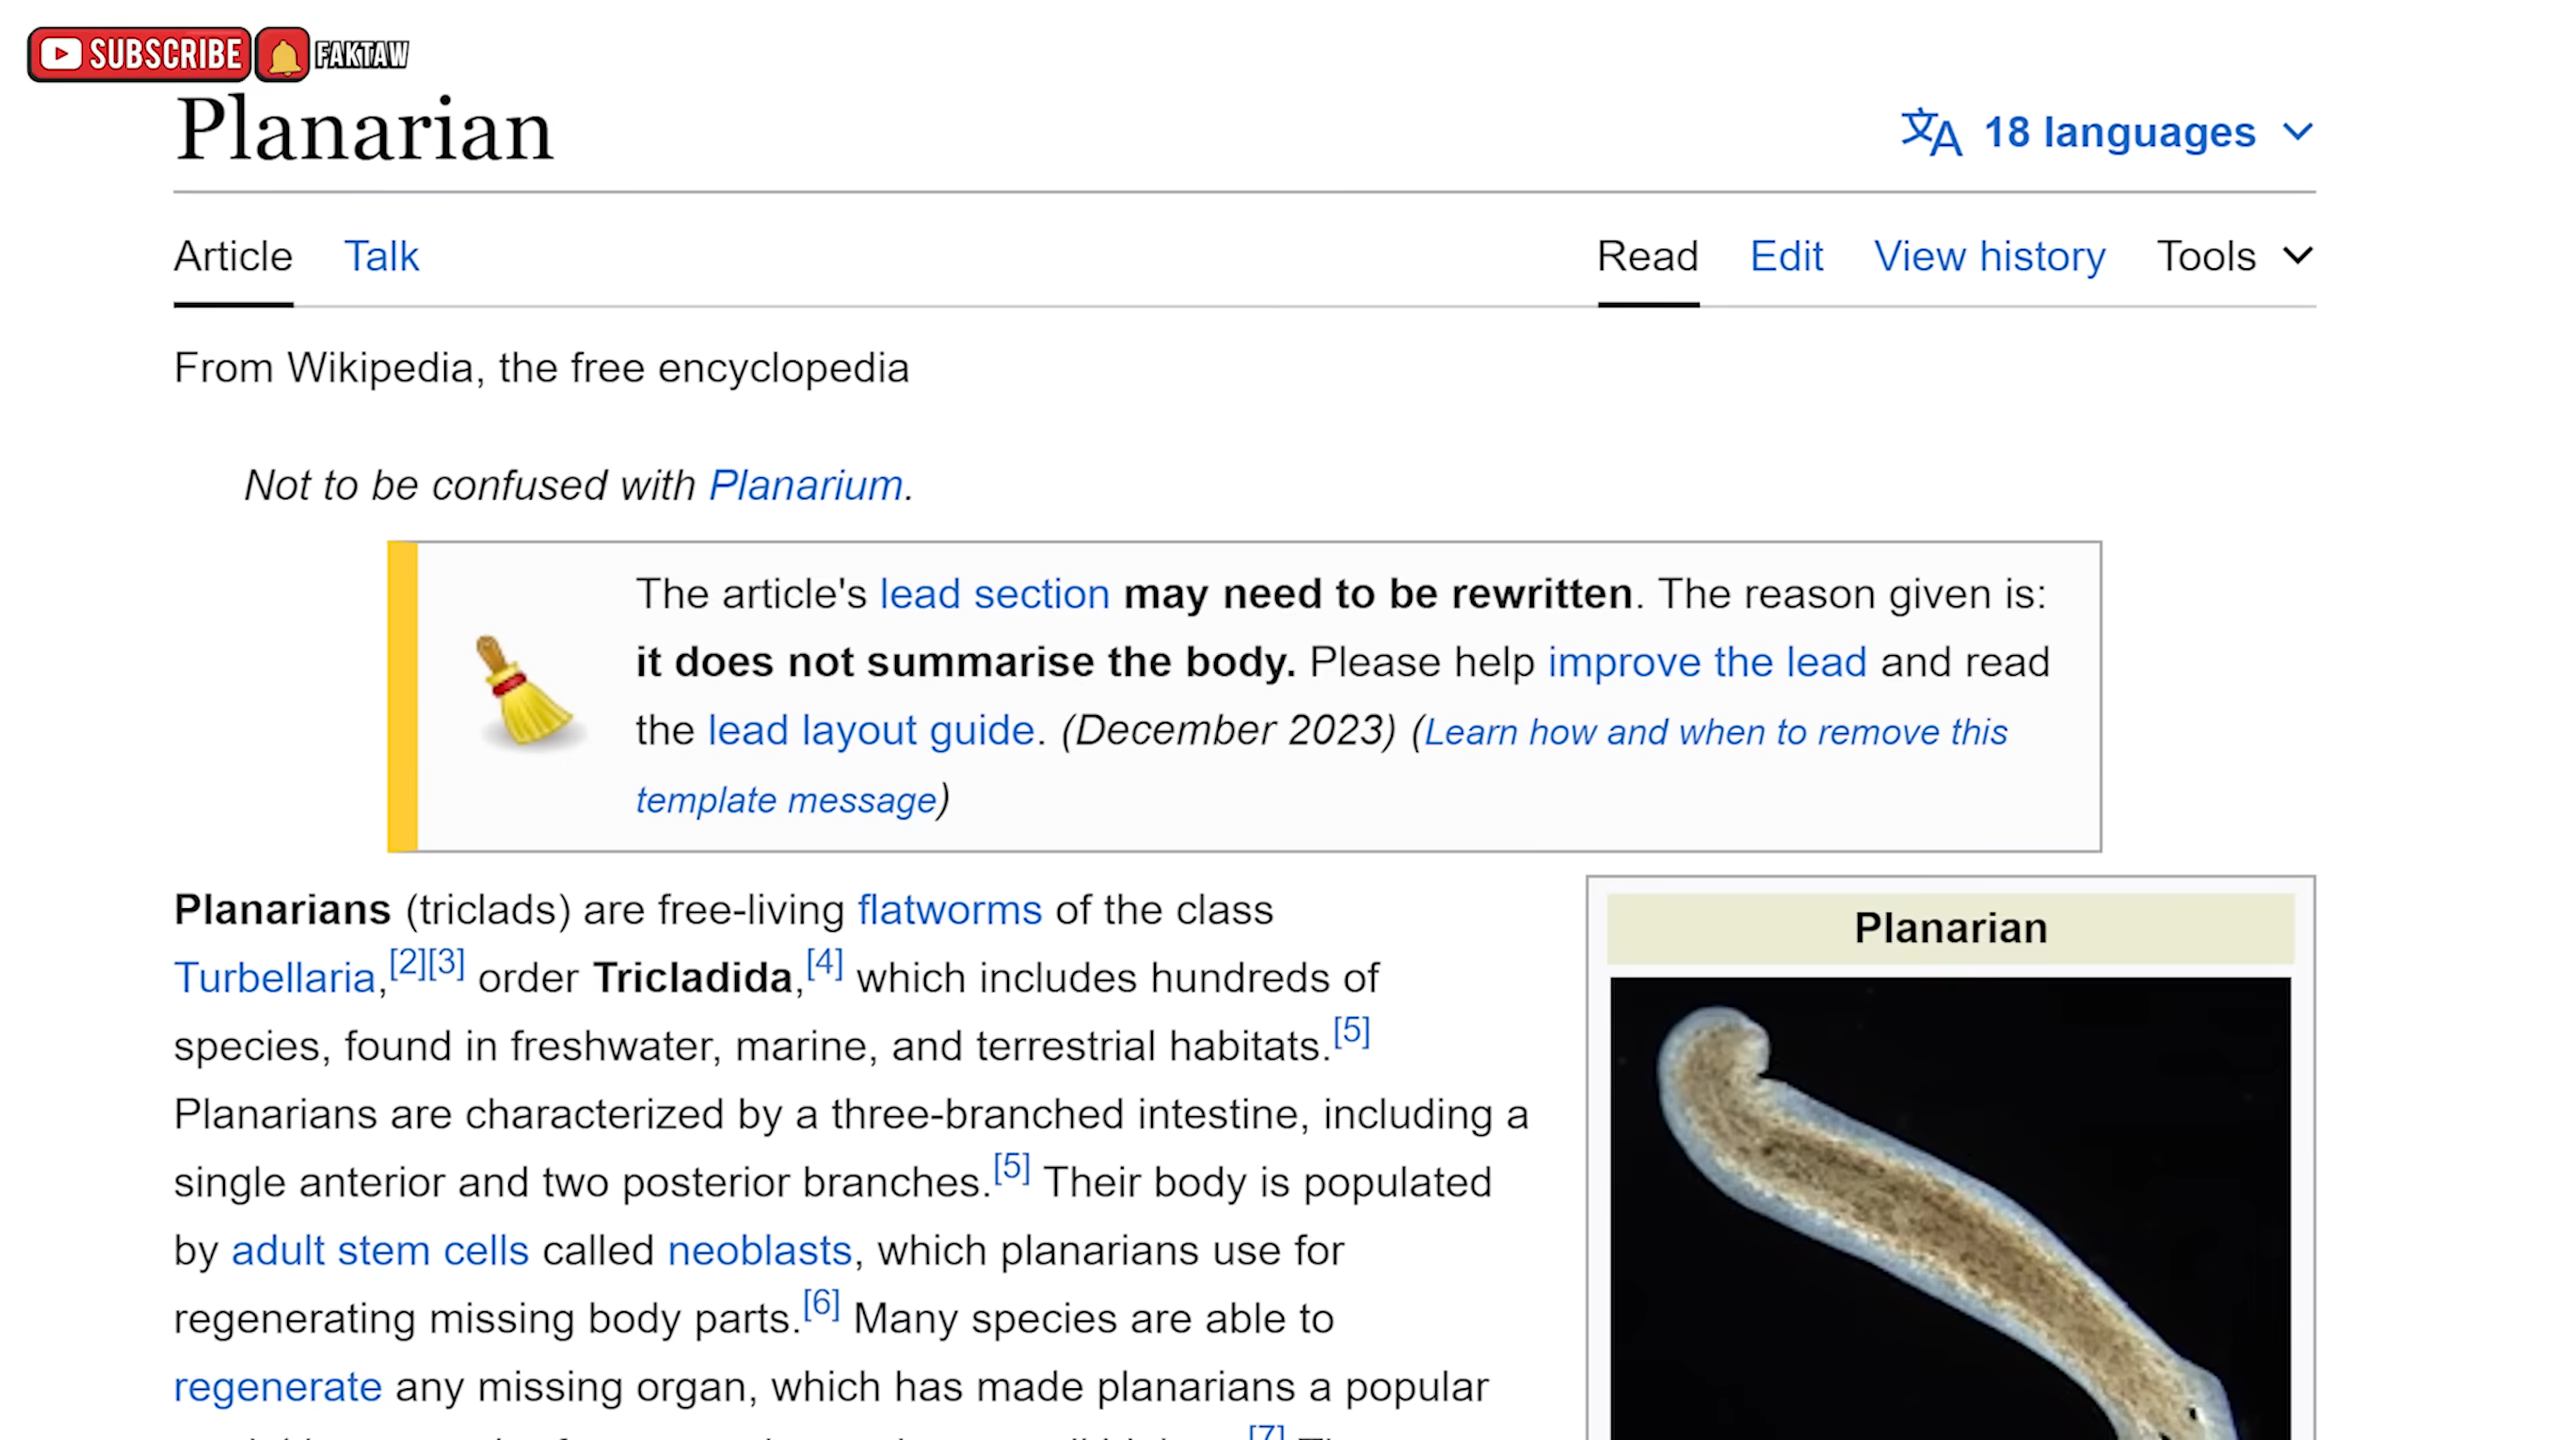 SUBSCRIBE FAKTAW
Planarian
文A 18 languages
Article Talk Read Edit View history Tools
From Wikipedia, the free encyclopedia
Not to be confused with Planarium.
The article's lead section may need to be rewritten. The reason given is:
it does not summarise the body. Please help improve the lead and read
the lead layout guide. (December 2023) (Learn how and when to remove this
template message)
Planarians (triclads) are free-living flatworms of the class
Turbellaria,[2][3] order Tricladida,[4] which includes hundreds of
species, found in freshwater, marine, and terrestrial habitats.[5]
Planarians are characterized by a three-branched intestine, including a
single anterior and two posterior branches.[5] Their body is populated
by adult stem cells called neoblasts, which planarians use for
regenerating missing body parts.[6] Many species are able to
regenerate any missing organ, which has made planarians a popular
[7]
Planarian